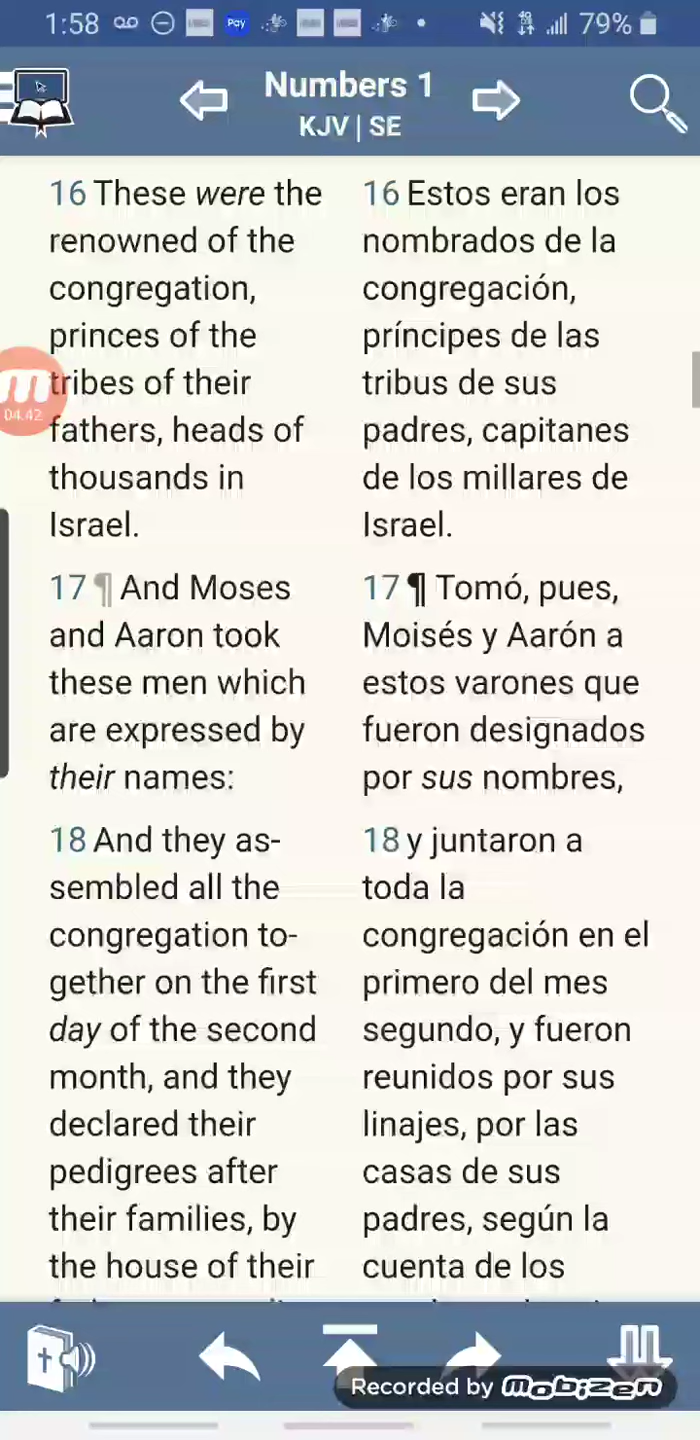 1:58
Pay
79%
Numbers 1
KJV | SE
16 These were the
renowned of the
congregation,
princes of the
tribes of their
fathers, heads of
thousands in
Israel.
17 ¶ And Moses
and Aaron took
these men which
are expressed by
their names:
18 And they as-
sembled all the
congregation to-
gether on the first
day of the second
month, and they
declared their
pedigrees after
their families, by
the house of their
16 Estos eran los
nombrados de la
congregación,
príncipes de las
tribus de sus
padres, capitanes
de los millares de
Israel.
17 ¶ Tomó, pues,
Moisés y Aarón a
estos varones que
fueron designados
por sus nombres,
18 y juntaron a
toda la
congregación en el
primero del mes
segundo, y fueron
reunidos por sus
linajes, por las
casas de sus
padres, según la
cuenta de los
m
04:42
Recorded by mobizen